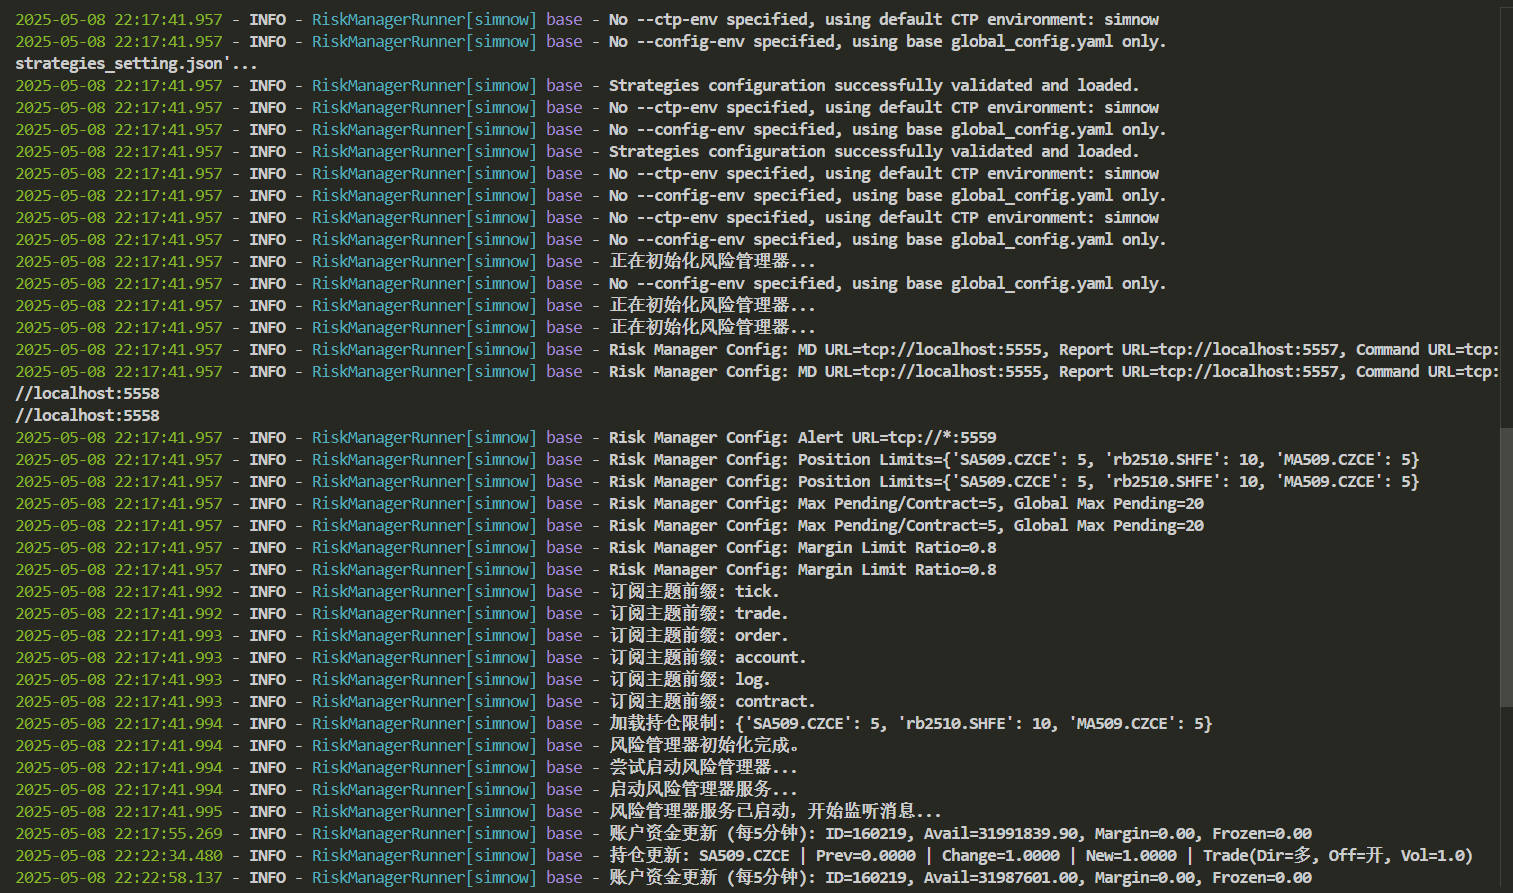 2025-05-08 22:17:41.957 - INFO - RiskManagerRunner[simnow] base - No --ctp-env specified, using default CTP environment: simnow
2025-05-08 22:17:41.957 - INFO - RiskManagerRunner[simnow] base - No --config-env specified, using base global_config.yaml only.
strategies_setting.json'...
2025-05-08 22:17:41.957 - INFO - RiskManagerRunner[simnow] base - Strategies configuration successfully validated and loaded.
2025-05-08 22:17:41.957 - INFO - RiskManagerRunner[simnow] base - No --ctp-env specified, using default CTP environment: simnow
2025-05-08 22:17:41.957 - INFO - RiskManagerRunner[simnow] base - No --config-env specified, using base global_config.yaml only.
2025-05-08 22:17:41.957 - INFO - RiskManagerRunner[simnow] base - Strategies configuration successfully validated and loaded.
2025-05-08 22:17:41.957 - INFO - RiskManagerRunner[simnow] base - No --ctp-env specified, using default CTP environment: simnow
2025-05-08 22:17:41.957 - INFO - RiskManagerRunner[simnow] base - No --config-env specified, using base global_config.yaml only.
2025-05-08 22:17:41.957 - INFO - RiskManagerRunner[simnow] base - No --ctp-env specified, using default CTP environment: simnow
2025-05-08 22:17:41.957 - INFO - RiskManagerRunner[simnow] base - No --config-env specified, using base global_config.yaml only.
2025-05-08 22:17:41.957 - INFO - RiskManagerRunner[simnow] base - 正在初始化风险管理器...
2025-05-08 22:17:41.957 - INFO - RiskManagerRunner[simnow] base - No --config-env specified, using base global_config.yaml only.
2025-05-08 22:17:41.957 - INFO - RiskManagerRunner[simnow] base - 正在初始化风险管理器...
2025-05-08 22:17:41.957 - INFO - RiskManagerRunner[simnow] base - 正在初始化风险管理器...
2025-05-08 22:17:41.957 - INFO - RiskManagerRunner[simnow] base - Risk Manager Config: MD URL=tcp://localhost:5555, Report URL=tcp://localhost:5557, Command URL=tcp:
2025-05-08 22:17:41.957 - INFO - RiskManagerRunner[simnow] base - Risk Manager Config: MD URL=tcp://localhost:5555, Report URL=tcp://localhost:5557, Command URL=tcp:
//localhost:5558
//localhost:5558
2025-05-08 22:17:41.957 - INFO - RiskManagerRunner[simnow] base - Risk Manager Config: Alert URL=tcp://*:5559
2025-05-08 22:17:41.957 - INFO - RiskManagerRunner[simnow] base - Risk Manager Config: Position Limits={'SA509.CZCE': 5, 'rb2510.SHFE': 10, 'MA509.CZCE': 5}
2025-05-08 22:17:41.957 - INFO - RiskManagerRunner[simnow] base - Risk Manager Config: Position Limits={'SA509.CZCE': 5, 'rb2510.SHFE': 10, 'MA509.CZCE': 5}
2025-05-08 22:17:41.957 - INFO - RiskManagerRunner[simnow] base - Risk Manager Config: Max Pending/Contract=5, Global Max Pending=20
2025-05-08 22:17:41.957 - INFO - RiskManagerRunner[simnow] base - Risk Manager Config: Max Pending/Contract=5, Global Max Pending=20
2025-05-08 22:17:41.957 - INFO - RiskManagerRunner[simnow] base - Risk Manager Config: Margin Limit Ratio=0.8
2025-05-08 22:17:41.957 - INFO - RiskManagerRunner[simnow] base - Risk Manager Config: Margin Limit Ratio=0.8
2025-05-08 22:17:41.992 - INFO - RiskManagerRunner[simnow] base - 订阅主题前缀: tick.
2025-05-08 22:17:41.992 - INFO - RiskManagerRunner[simnow] base - 订阅主题前缀: trade.
2025-05-08 22:17:41.993 - INFO - RiskManagerRunner[simnow] base - 订阅主题前缀: order.
2025-05-08 22:17:41.993 - INFO - RiskManagerRunner[simnow] base - 订阅主题前缀: account.
2025-05-08 22:17:41.993 - INFO - RiskManagerRunner[simnow] base - 订阅主题前缀: log.
2025-05-08 22:17:41.993 - INFO - RiskManagerRunner[simnow] base - 订阅主题前缀: contract.
2025-05-08 22:17:41.994 - INFO - RiskManagerRunner[simnow] base - 加载持仓限制: {'SA509.CZCE': 5, 'rb2510.SHFE': 10, 'MA509.CZCE': 5}
2025-05-08 22:17:41.994 - INFO - RiskManagerRunner[simnow] base - 风险管理器初始化完成。
2025-05-08 22:17:41.994 - INFO - RiskManagerRunner[simnow] base - 尝试启动风险管理器...
2025-05-08 22:17:41.994 - INFO - RiskManagerRunner[simnow] base - 启动风险管理器服务...
2025-05-08 22:17:41.995 - INFO - RiskManagerRunner[simnow] base - 风险管理器服务已启动，开始监听消息...
2025-05-08 22:17:55.269 - INFO - RiskManagerRunner[simnow] base - 账户资金更新 (每5分钟): ID=160219, Avail=31991839.90, Margin=0.00, Frozen=0.00
2025-05-08 22:22:34.480 - INFO - RiskManagerRunner[simnow] base - 持仓更新: SA509.CZCE | Prev=0.0000 | Change=1.0000 | New=1.0000 | Trade(Dir=多, Off=开, Vol=1.0)
2025-05-08 22:22:58.137 - INFO - RiskManagerRunner[simnow] base - 账户资金更新 (每5分钟): ID=160219, Avail=31987601.00, Margin=0.00, Frozen=0.00